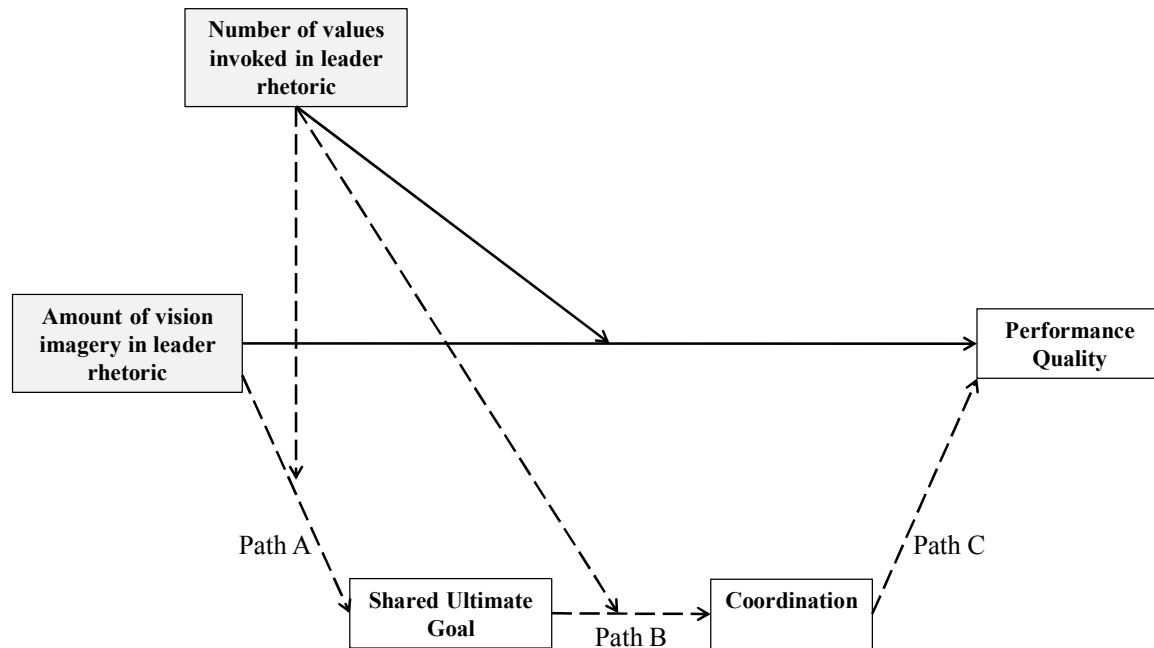 Number of values
invoked in leader
rhetoric
Amount of vision
imagery in leader
rhetoric
Performance
Quality
Path A
Path C
Shared Ultimate
Goal
Coordination
Path B